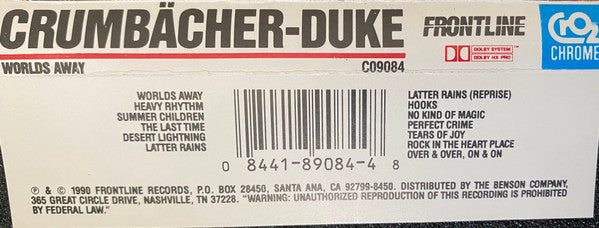 CRUMBÄCHER-DUKE
FRONTLINE
DOLBY SYSTEM
DOLBY HX PRO
CrO2
CHROME
WORLDS AWAY
C09084
WORLDS AWAY
HEAVY RHYTHM
SUMMER CHILDREN
THE LAST TIME
DESERT LIGHTNING
LATTER RAINS
0 8441-89084-4 8
LATTER RAINS (REPRISE)
HOOKS
NO KIND OF MAGIC
PERFECT CRIME
TEARS OF JOY
ROCK IN THE HEART PLACE
OVER & OVER, ON & ON
℗ & © 1990 FRONTLINE RECORDS, P.O. BOX 28450, SANTA ANA, CA 92799-8450. DISTRIBUTED BY THE BENSON COMPANY,
365 GREAT CIRCLE DRIVE, NASHVILLE, TN 37228. "WARNING: UNAUTHORIZED REPRODUCTION OF THIS RECORDING IS PROHIBITED
BY FEDERAL LAW."